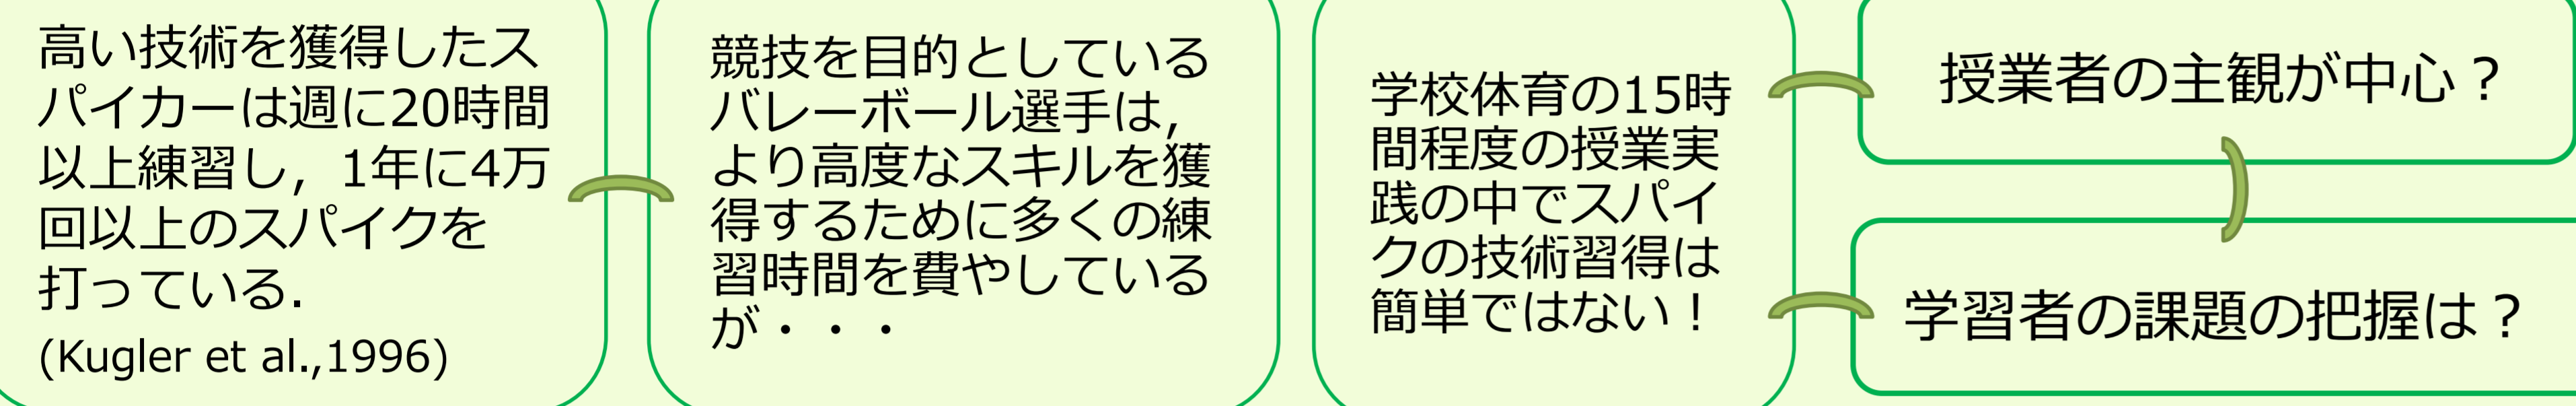 高い技術を獲得したス
パイカーは週に20時間
以上練習し，1年に4万
回以上のスパイクを
打っている．
(Kugler et al.,1996)
競技を目的としている
バレーボール選手は，
より高度なスキルを獲
得するために多くの練
習時間を費やしている
が・・・
学校体育の15時
間程度の授業実
践の中でスパイ
クの技術習得は
簡単ではない！
授業者の主観が中心？
学習者の課題の把握は？